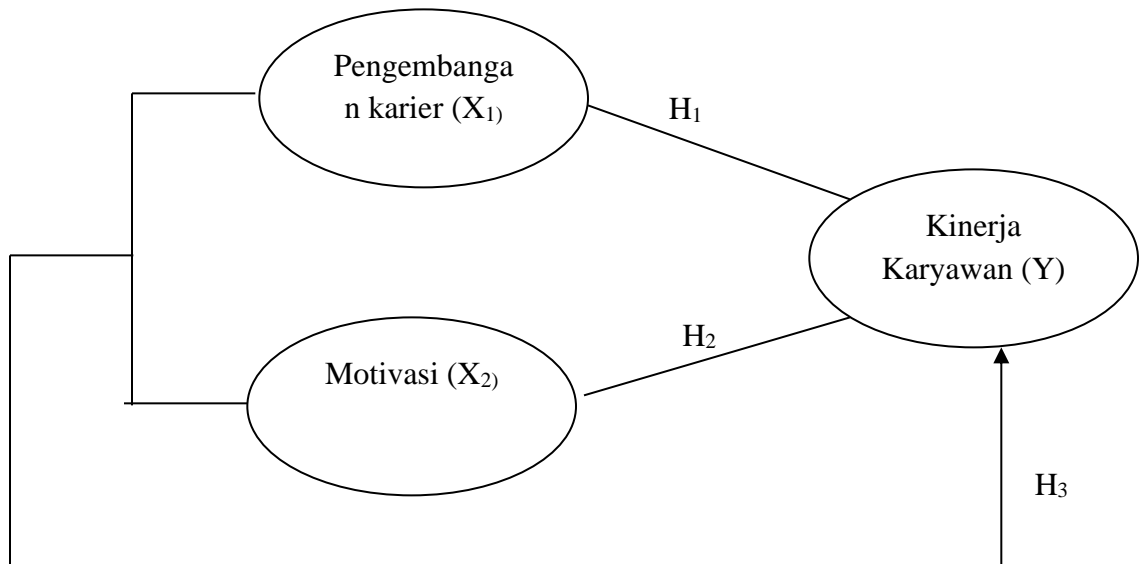 Pengembanga
n karier (X₁₎
H₁
Kinerja
Karyawan (Y)
H₂
Motivasi (X₂₎
H₃